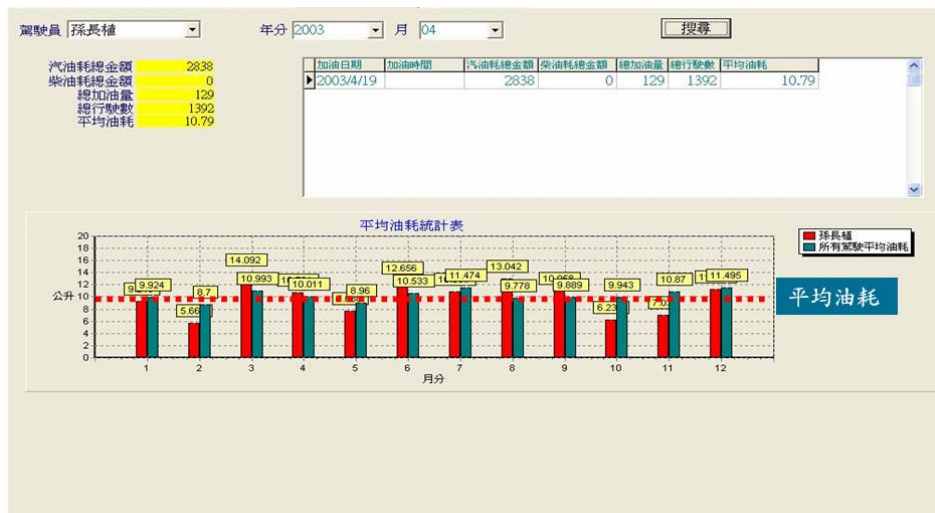 駕駛員 孫長植 年分 2003 月 04 搜尋
汽油耗總金額 2838
柴油耗總金額 0
總加油量 129
總行駛數 1392
平均油耗 10.79
加油日期 加油時間 汽油耗總金額 柴油耗總金額 總加油量 總行駛數 平均油耗
2003/4/19 2838 0 129 1392 10.79
平均油耗統計表
孫長植
所有駕駛平均油耗
20
18
16
14
12
公升 10
8
6
4
2
0
9.924 8.7 14.092 10.993 10.011 8.96 12.656 10.533 11.474 13.042 9.778 9.889 9.943 10.87 11.495
平均油耗
1 2 3 4 5 6 7 8 9 10 11 12
月分